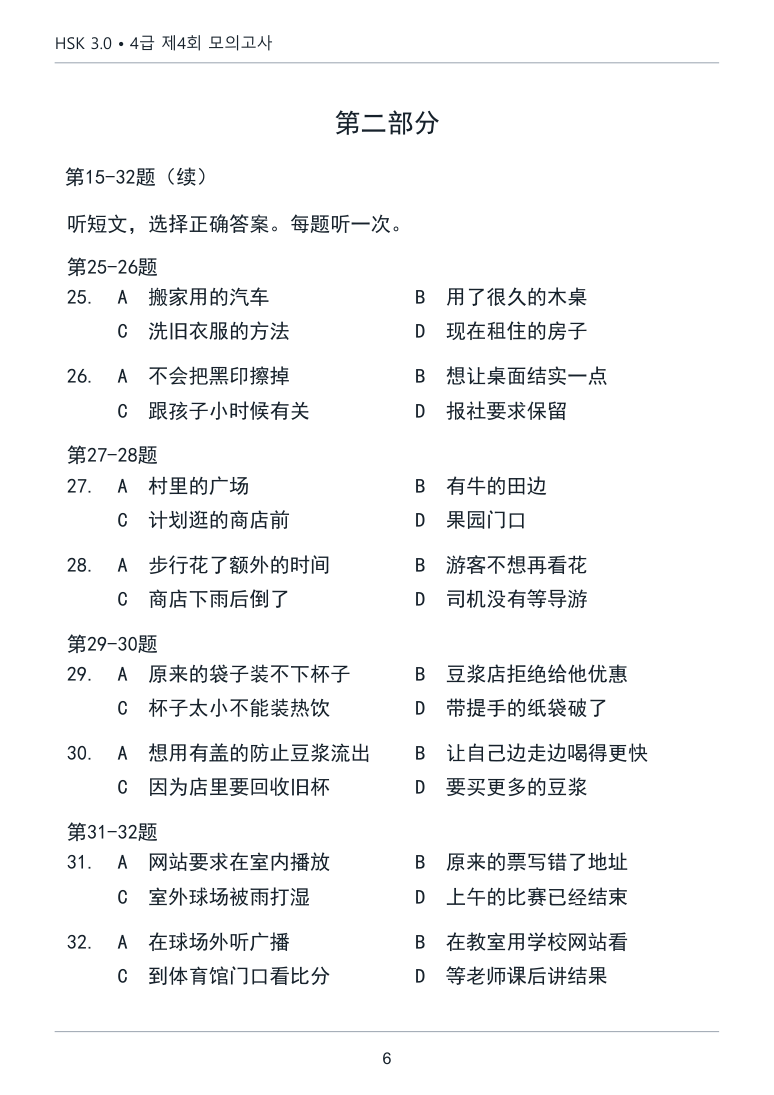 HSK 3.0 • 4급 제4회 모의고사
第二部分
第15-32题（续）
听短文，选择正确答案。每题听一次。
第25-26题
25. A 搬家用的汽车 B 用了很久的木桌
C 洗旧衣服的方法 D 现在租住的房子
26. A 不会把黑印擦掉 B 想让桌面结实一点
C 跟孩子小时候有关 D 报社要求保留
第27-28题
27. A 村里的广场 B 有牛的田边
C 计划逛的商店前 D 果园门口
28. A 步行花了额外的时间 B 游客不想再看花
C 商店下雨后倒了 D 司机没有等导游
第29-30题
29. A 原来的袋子装不下杯子 B 豆浆店拒绝给他优惠
C 杯子太小不能装热饮 D 带提手的纸袋破了
30. A 想用有盖的防止豆浆流出 B 让自己边走边喝得更快
C 因为店里要回收旧杯 D 要买更多的豆浆
第31-32题
31. A 网站要求在室内播放 B 原来的票写错了地址
C 室外球场被雨打湿 D 上午的比赛已经结束
32. A 在球场外听广播 B 在教室用学校网站看
C 到体育馆门口看比分 D 等老师课后讲结果
6